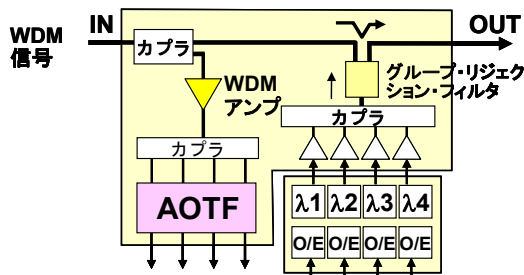 IN
OUT
WDM
信号
カプラ
グループ・リジェク
ション・フィルタ
WDM
アンプ
カプラ
カプラ
AOTF
λ1 λ2 λ3 λ4
O/E O/E O/E O/E